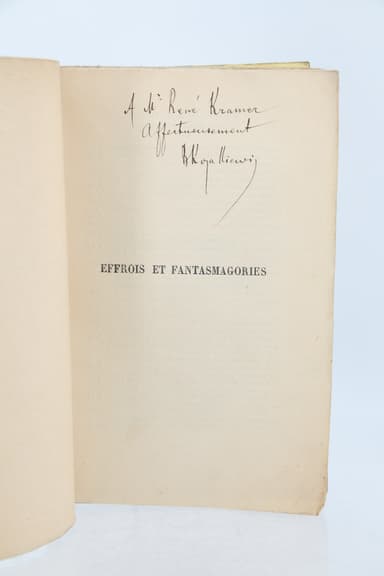 A Mr René Kramer
Affectueusement
EFFROIS ET FANTASMAGORIES